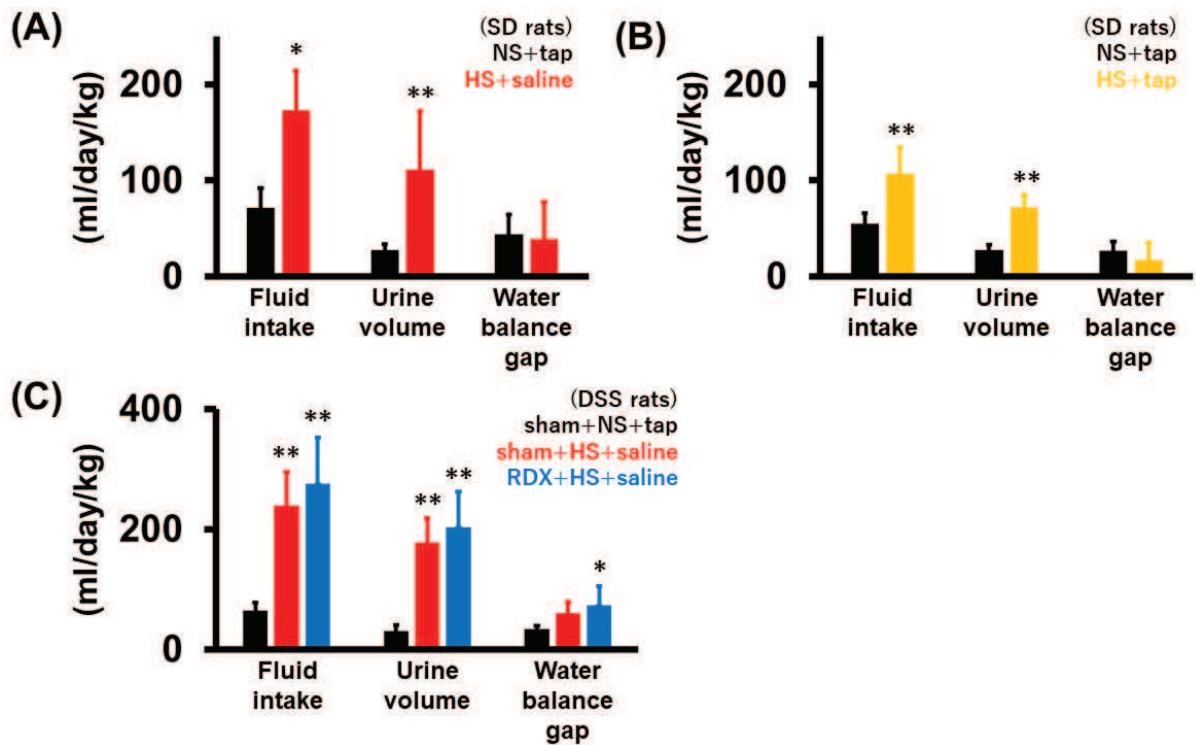 (A)
(SD rats)
NS+tap
HS+saline
(ml/day/kg)
200
100
0
*
**
Fluid
intake
Urine
volume
Water
balance
gap
(B)
(SD rats)
NS+tap
HS+tap
(ml/day/kg)
200
100
0
**
**
Fluid
intake
Urine
volume
Water
balance
gap
(C)
(DSS rats)
sham+NS+tap
sham+HS+saline
RDX+HS+saline
(ml/day/kg)
400
200
0
**
**
**
**
*
Fluid
intake
Urine
volume
Water
balance
gap